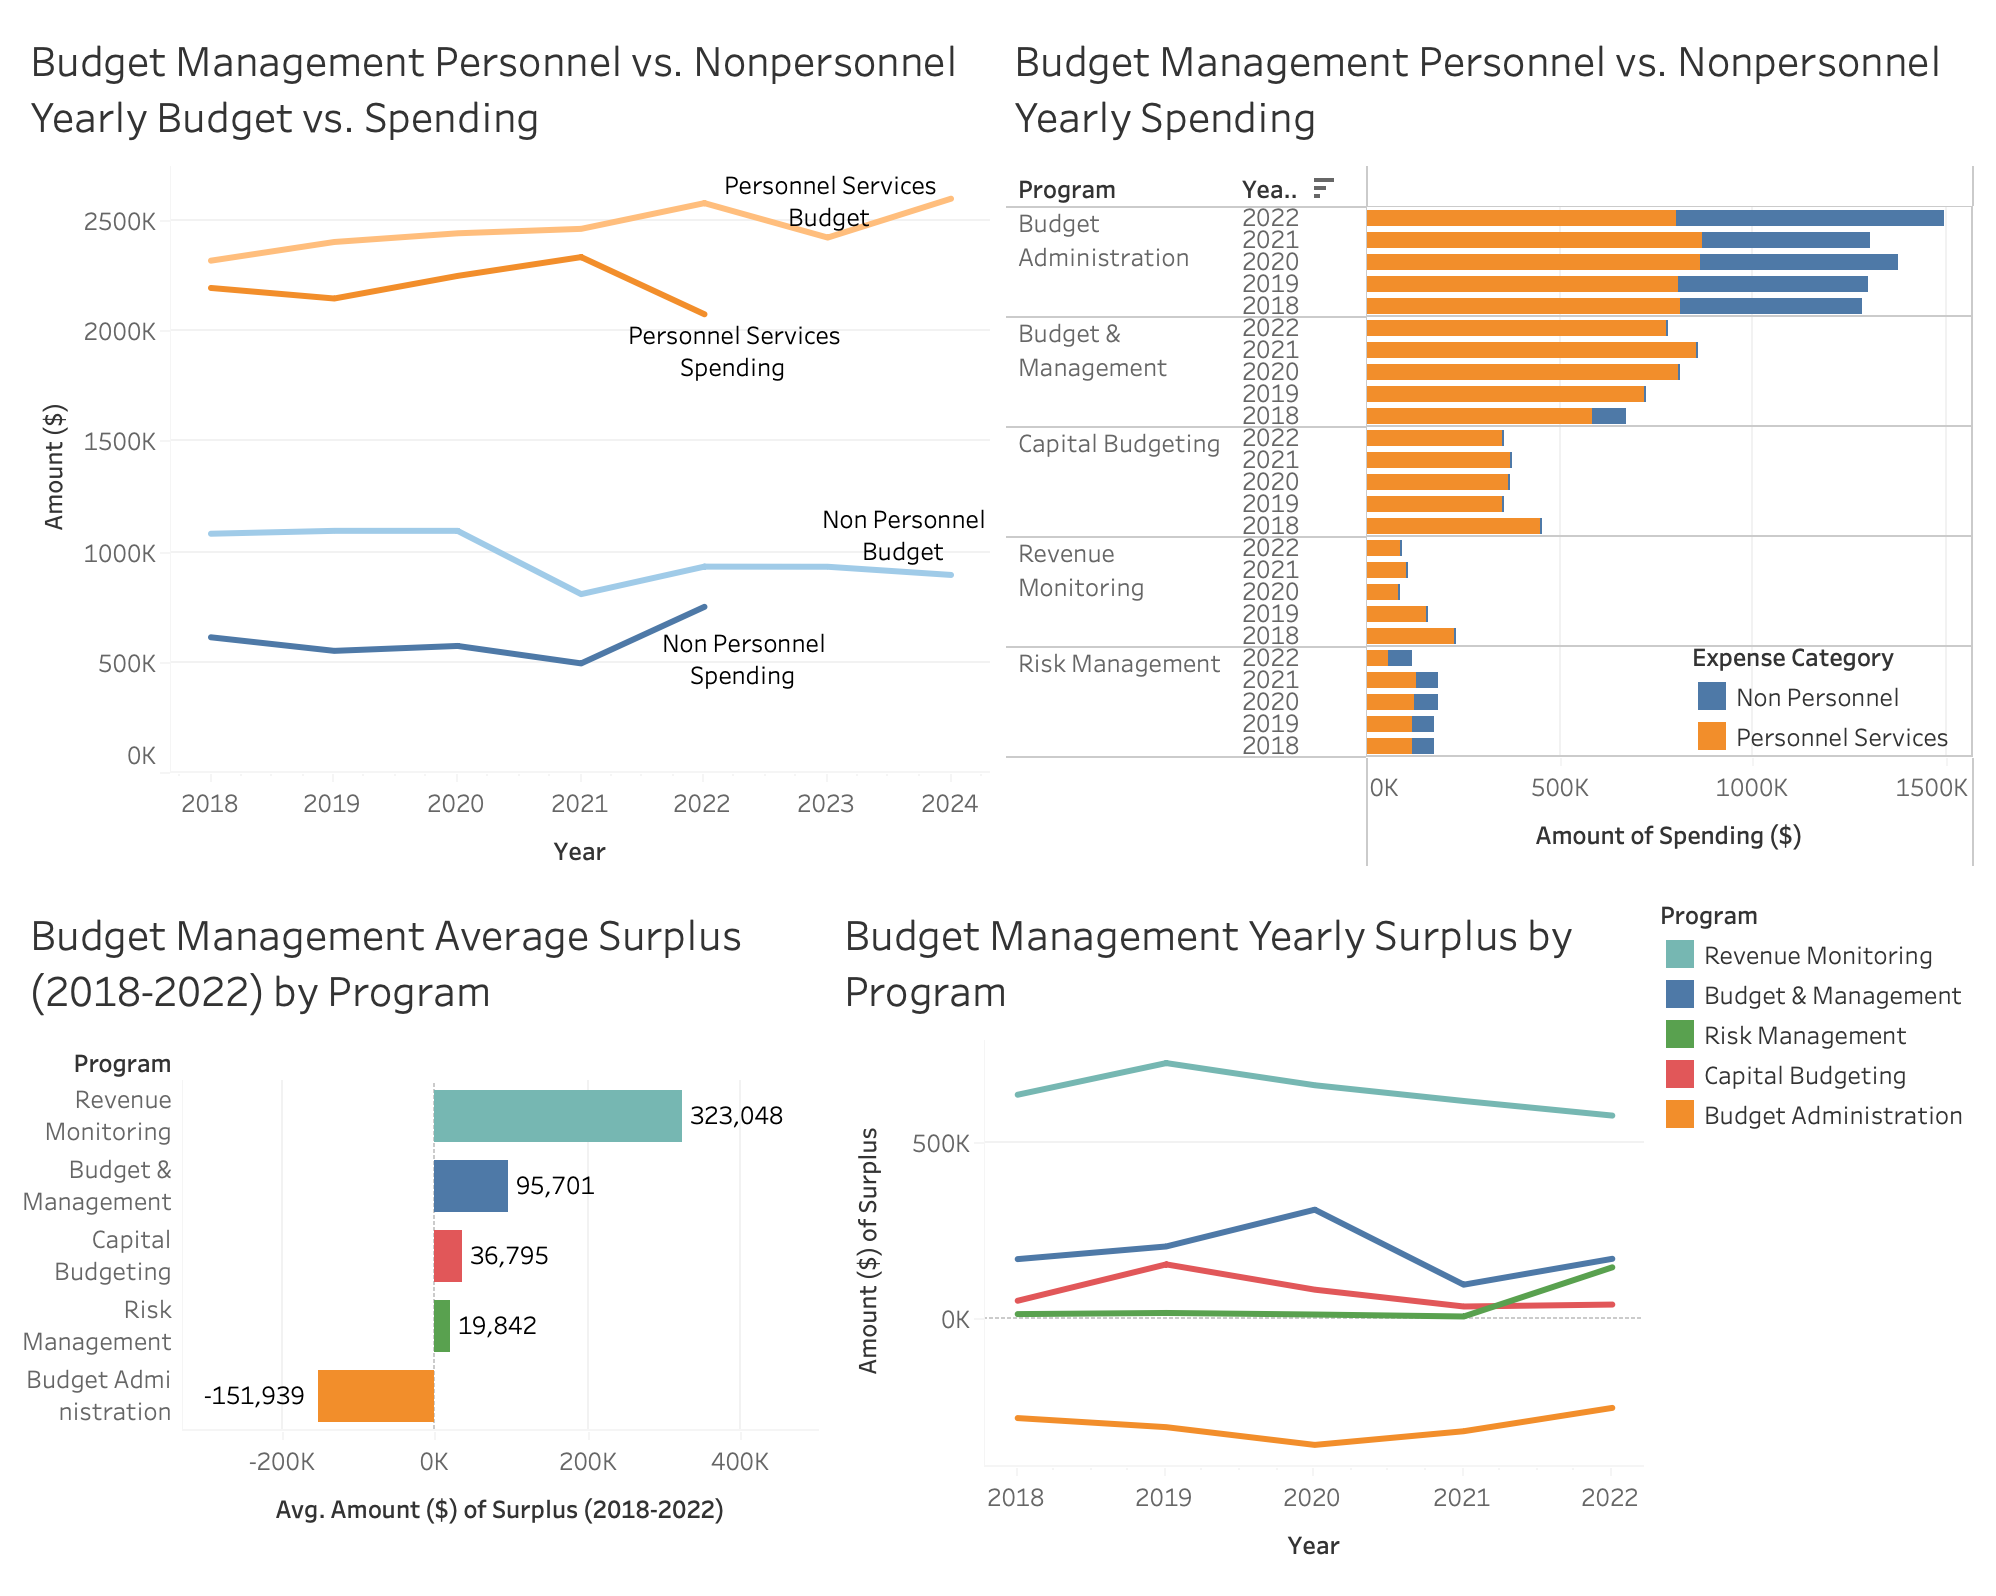 Budget Management Personnel vs. Nonpersonnel
Yearly Budget vs. Spending
Amount ($)
2500K
2000K
1500K
1000K
500K
0K
Personnel Services
Budget
Personnel Services
Spending
Non Personnel
Budget
Non Personnel
Spending
2018 2019 2020 2021 2022 2023 2024
Year
Budget Management Personnel vs. Nonpersonnel
Yearly Spending
Program Yea..
Budget
Administration
2022
2021
2020
2019
2018
Budget &
Management
2022
2021
2020
2019
2018
Capital Budgeting
2022
2021
2020
2019
2018
Revenue
Monitoring
2022
2021
2020
2019
2018
Risk Management
2022
2021
2020
2019
2018
Expense Category
Non Personnel
Personnel Services
0K 500K 1000K 1500K
Amount of Spending ($)
Budget Management Average Surplus
(2018-2022) by Program
Program
Revenue
Monitoring
323,048
Budget &
Management
95,701
Capital
Budgeting
36,795
Risk
Management
19,842
Budget Admi
nistration
-151,939
-200K 0K 200K 400K
Avg. Amount ($) of Surplus (2018-2022)
Budget Management Yearly Surplus by
Program
Amount ($) of Surplus
500K
0K
2018 2019 2020 2021 2022
Year
Program
Revenue Monitoring
Budget & Management
Risk Management
Capital Budgeting
Budget Administration